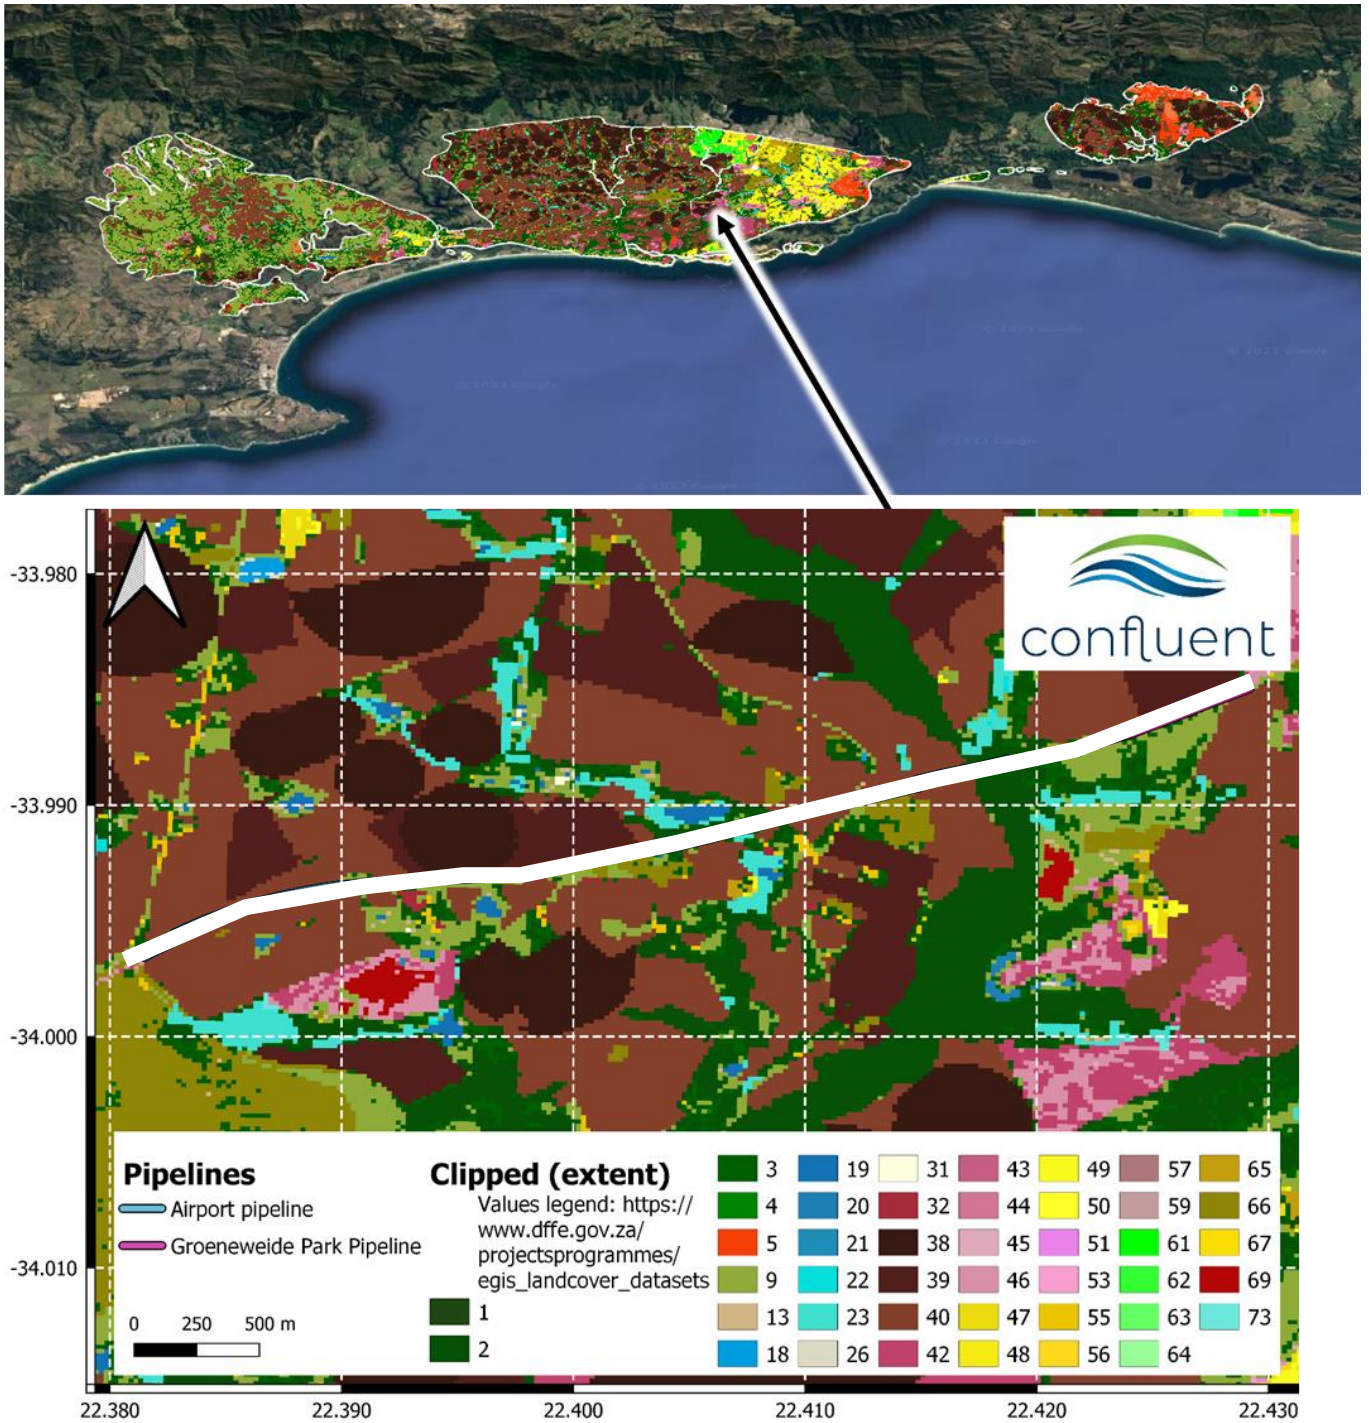 © 2023 Google
-33.980
-33.990
-34.000
-34.010
confluent
Pipelines
Airport pipeline
Groeneweide Park Pipeline
0 250 500 m
Clipped (extent)
Values legend: https://
www.dffe.gov.za/
projectsprogrammes/
egis_landcover_datasets
1
2
3 19 31 43 49 57 65
4 20 32 44 50 59 66
5 21 38 45 51 61 67
9 22 39 46 53 62 69
13 23 40 47 55 63 73
18 26 42 48 56 64
22.380 22.390 22.400 22.410 22.420 22.430